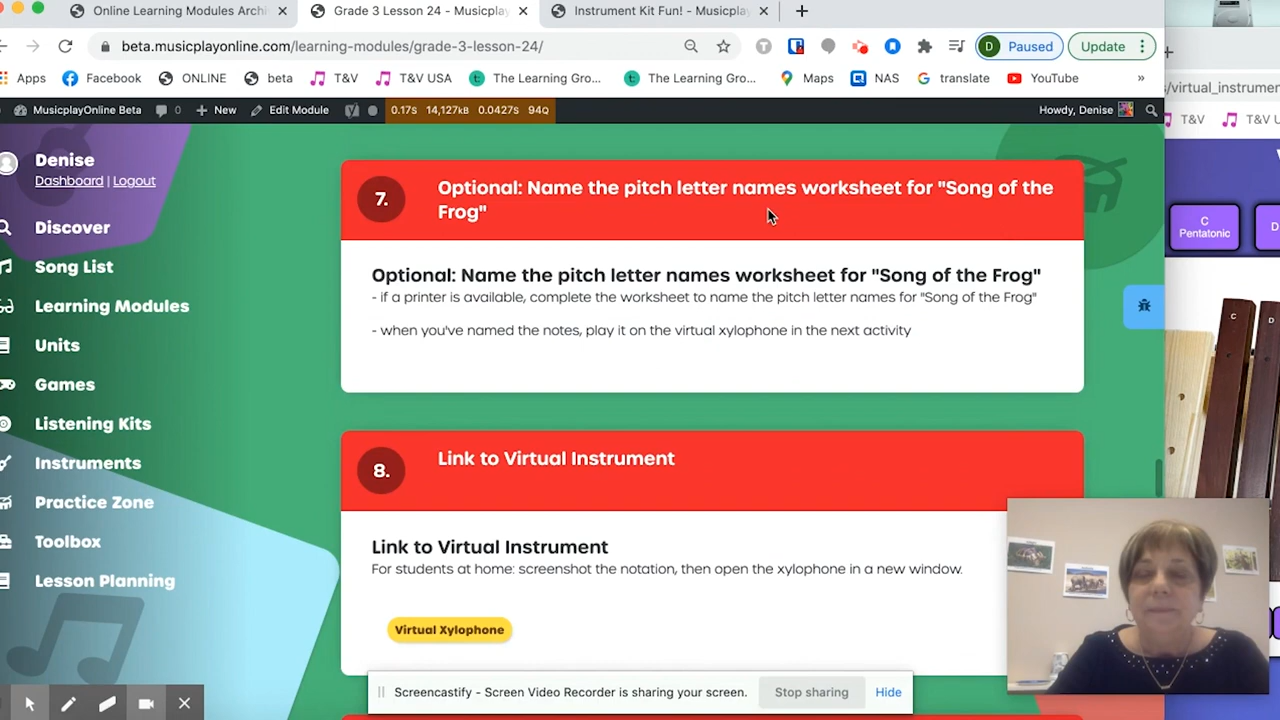 Online Learning Modules Archi
Grade 3 Lesson 24 - Musicplay
Instrument Kit Fun! - Musicplay
beta.musicplayonline.com/learning-modules/grade-3-lesson-24/
D Paused
Update
Apps
Facebook
ONLINE
beta
T&V
T&V USA
The Learning Gro...
The Learning Gro...
Maps
NAS
translate
YouTube
»
MusicplayOnline Beta
0
New
Edit Module
0.17s 14,127kB 0.0427s 94Q
Howdy, Denise
s/virtual_instrumen
T&V
T&V U
C
Pentatonic
D
C
D
Denise
Dashboard | Logout
Discover
Song List
Learning Modules
Units
Games
Listening Kits
Instruments
Practice Zone
Toolbox
Lesson Planning
7.
Optional: Name the pitch letter names worksheet for "Song of the
Frog"
Optional: Name the pitch letter names worksheet for "Song of the Frog"
- if a printer is available, complete the worksheet to name the pitch letter names for "Song of the Frog"
- when you've named the notes, play it on the virtual xylophone in the next activity
8.
Link to Virtual Instrument
Link to Virtual Instrument
For students at home: screenshot the notation, then open the xylophone in a new window.
Virtual Xylophone
Screencastify - Screen Video Recorder is sharing your screen.
Stop sharing
Hide